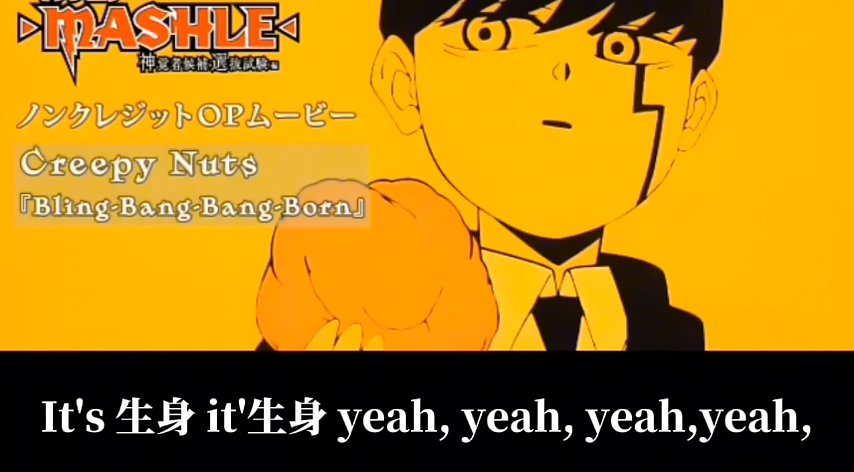 MASHLE
神覚者候補選抜試験編
ノンクレジットOPムービー
Creepy Nuts
『Bling-Bang-Bang-Born』
It's 生身 it'生身 yeah, yeah, yeah,yeah,